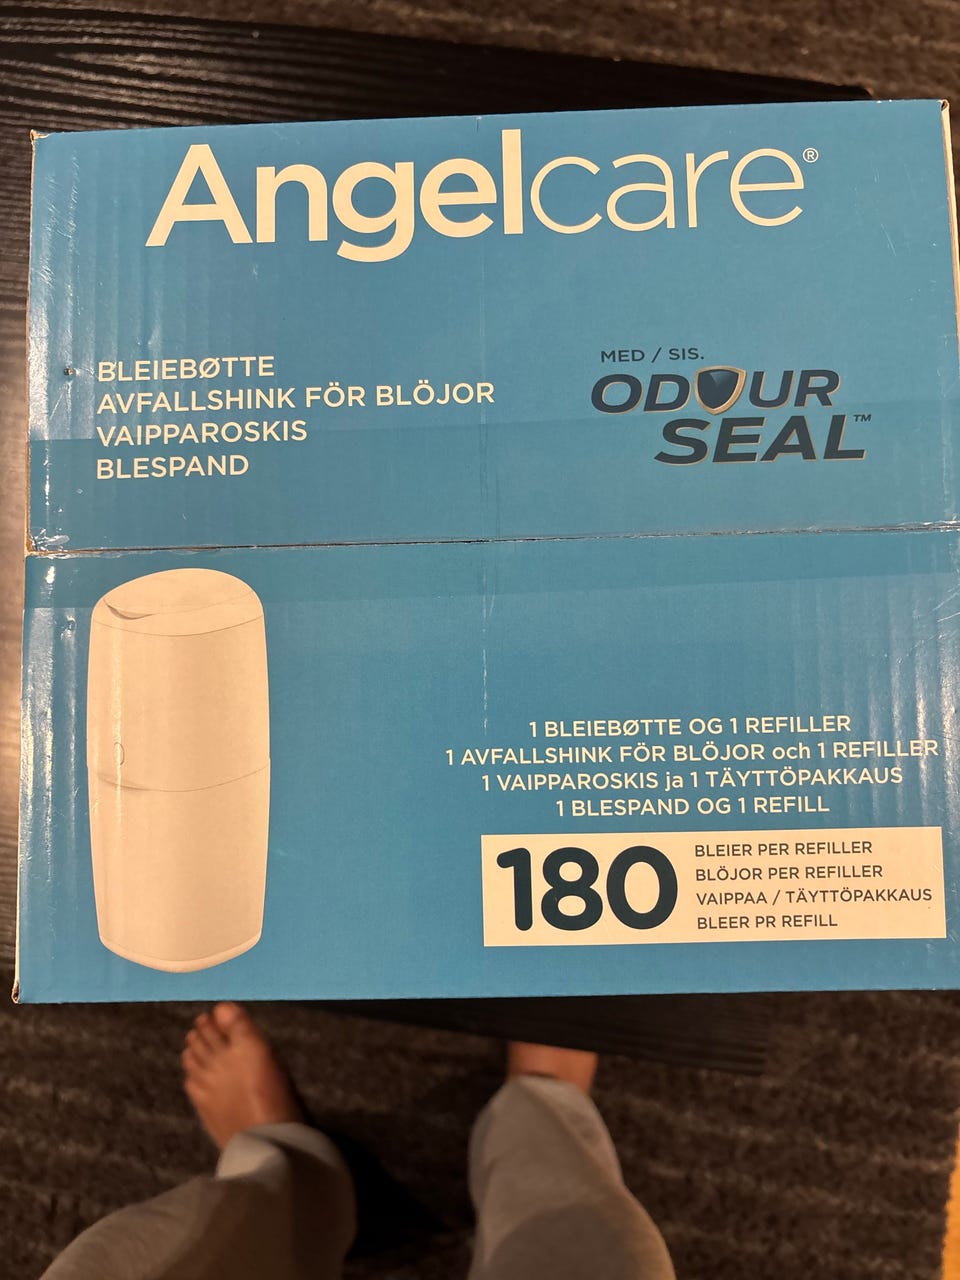 Angelcare®
BLEIEBØTTE
AVFALLSHINK FÖR BLÖJOR
VAIPPAROSKIS
BLESPAND
MED / SIS.
ODOUR
SEAL™
1 BLEIEBØTTE OG 1 REFILLER
1 AVFALLSHINK FÖR BLÖJOR och 1 REFILLER
1 VAIPPAROSKIS ja 1 TÄYTTÖPAKKAUS
1 BLESPAND OG 1 REFILL
180
BLEIER PER REFILLER
BLÖJOR PER REFILLER
VAIPPAA / TÄYTTÖPAKKAUS
BLEER PR REFILL